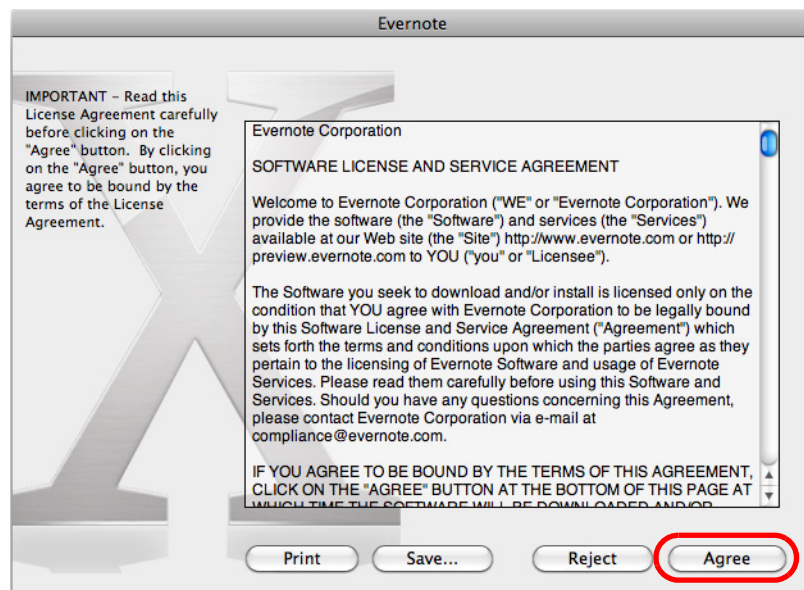 Evernote
IMPORTANT – Read this
License Agreement carefully
before clicking on the
"Agree" button. By clicking
on the "Agree" button, you
agree to be bound by the
terms of the License
Agreement.
Evernote Corporation
SOFTWARE LICENSE AND SERVICE AGREEMENT
Welcome to Evernote Corporation ("WE" or "Evernote Corporation"). We
provide the software (the "Software") and services (the "Services")
available at our Web site (the "Site") http://www.evernote.com or http://
preview.evernote.com to YOU ("you" or "Licensee").
The Software you seek to download and/or install is licensed only on the
condition that YOU agree with Evernote Corporation to be legally bound
by this Software License and Service Agreement ("Agreement") which
sets forth the terms and conditions upon which the parties agree as they
pertain to the licensing of Evernote Software and usage of Evernote
Services. Please read them carefully before using this Software and
Services. Should you have any questions concerning this Agreement,
please contact Evernote Corporation via e-mail at
compliance@evernote.com.
IF YOU AGREE TO BE BOUND BY THE TERMS OF THIS AGREEMENT,
CLICK ON THE "AGREE" BUTTON AT THE BOTTOM OF THIS PAGE AT
WHICH TIME THE SOFTWARE WILL BE DOWNLOADED AND/OR
Print
Save...
Reject
Agree